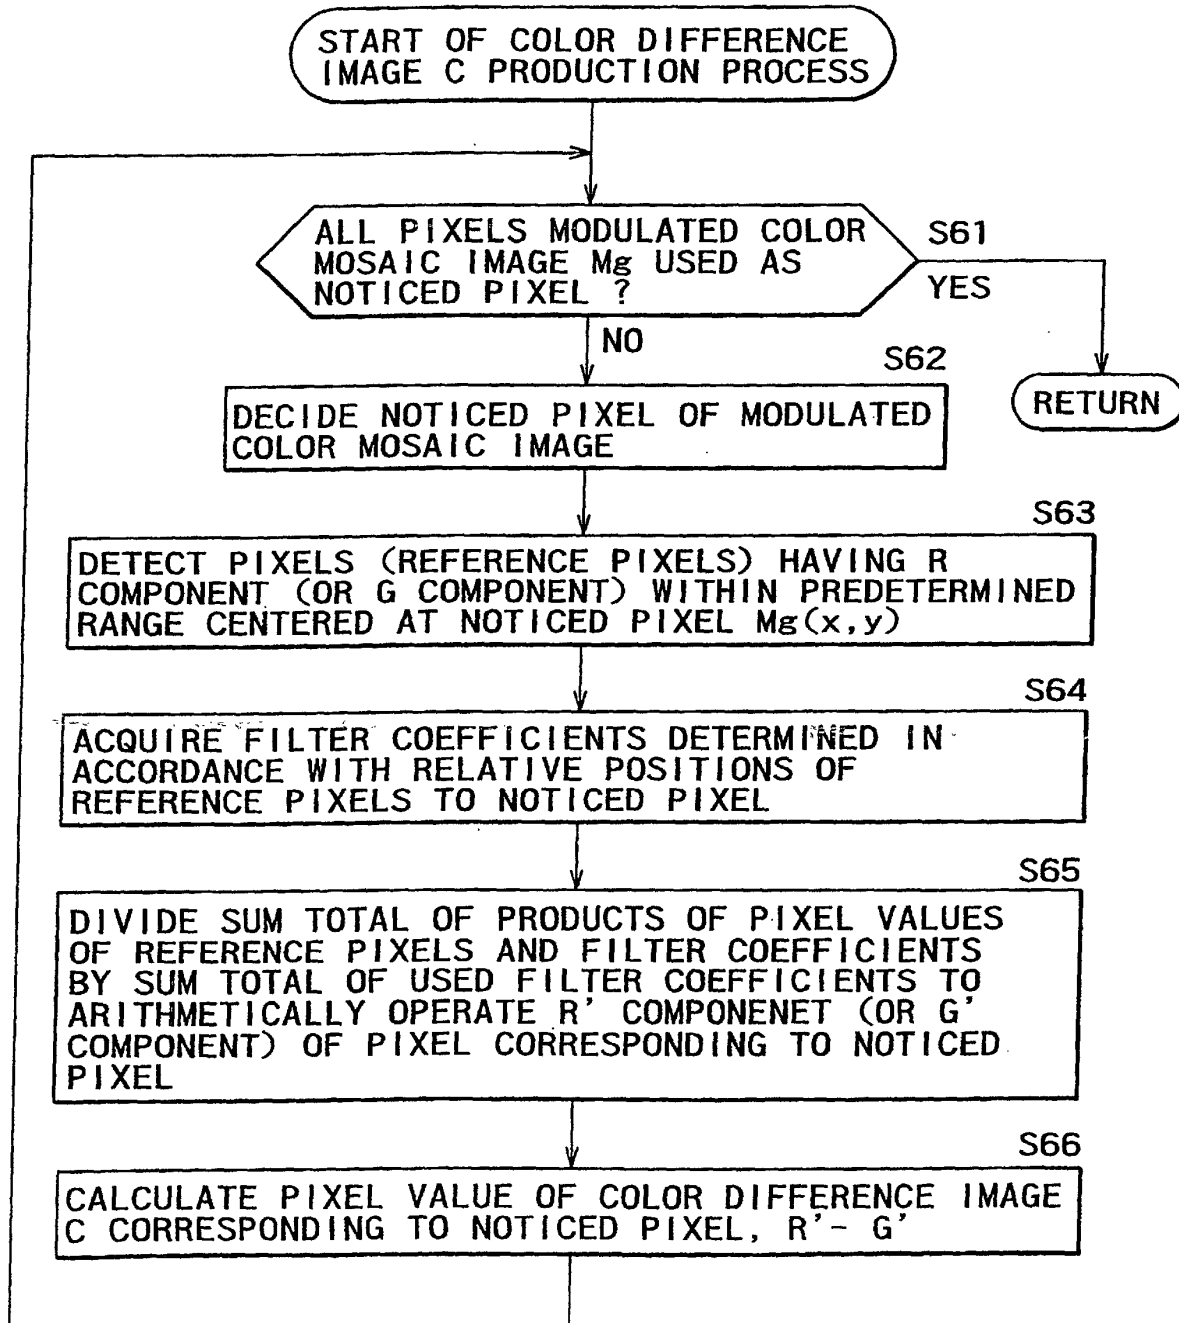 START OF COLOR DIFFERENCE
IMAGE C PRODUCTION PROCESS
ALL PIXELS MODULATED COLOR
MOSAIC IMAGE Mg USED AS
NOTICED PIXEL ?
S61
YES
NO
RETURN
S62
DECIDE NOTICED PIXEL OF MODULATED
COLOR MOSAIC IMAGE
S63
DETECT PIXELS (REFERENCE PIXELS) HAVING R
COMPONENT (OR G COMPONENT) WITHIN PREDETERMINED
RANGE CENTERED AT NOTICED PIXEL Mg(x,y)
S64
ACQUIRE FILTER COEFFICIENTS DETERMINED IN
ACCORDANCE WITH RELATIVE POSITIONS OF
REFERENCE PIXELS TO NOTICED PIXEL
S65
DIVIDE SUM TOTAL OF PRODUCTS OF PIXEL VALUES
OF REFERENCE PIXELS AND FILTER COEFFICIENTS
BY SUM TOTAL OF USED FILTER COEFFICIENTS TO
ARITHMETICALLY OPERATE R' COMPONENET (OR G'
COMPONENT) OF PIXEL CORRESPONDING TO NOTICED
PIXEL
S66
CALCULATE PIXEL VALUE OF COLOR DIFFERENCE IMAGE
C CORRESPONDING TO NOTICED PIXEL, R'- G'